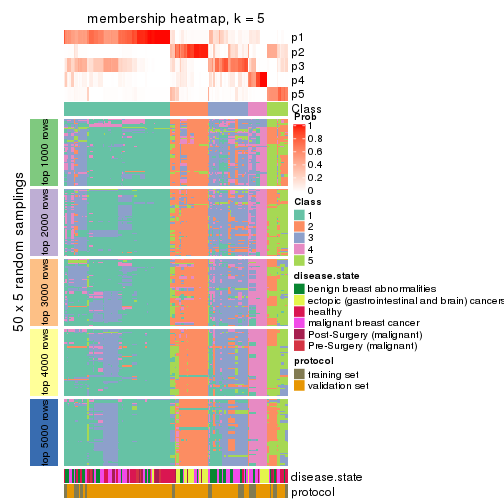 membership heatmap, k = 5
p1
p2
p3
p4
p5
Class
50 x 5 random samplings
top 1000 rows
top 2000 rows
top 3000 rows
top 4000 rows
top 5000 rows
disease.state
protocol
Prob
1
0.8
0.6
0.4
0.2
0
Class
1
2
3
4
5
disease.state
benign breast abnormalities
ectopic (gastrointestinal and brain) cancers
healthy
malignant breast cancer
Post-Surgery (malignant)
Pre-Surgery (malignant)
protocol
training set
validation set